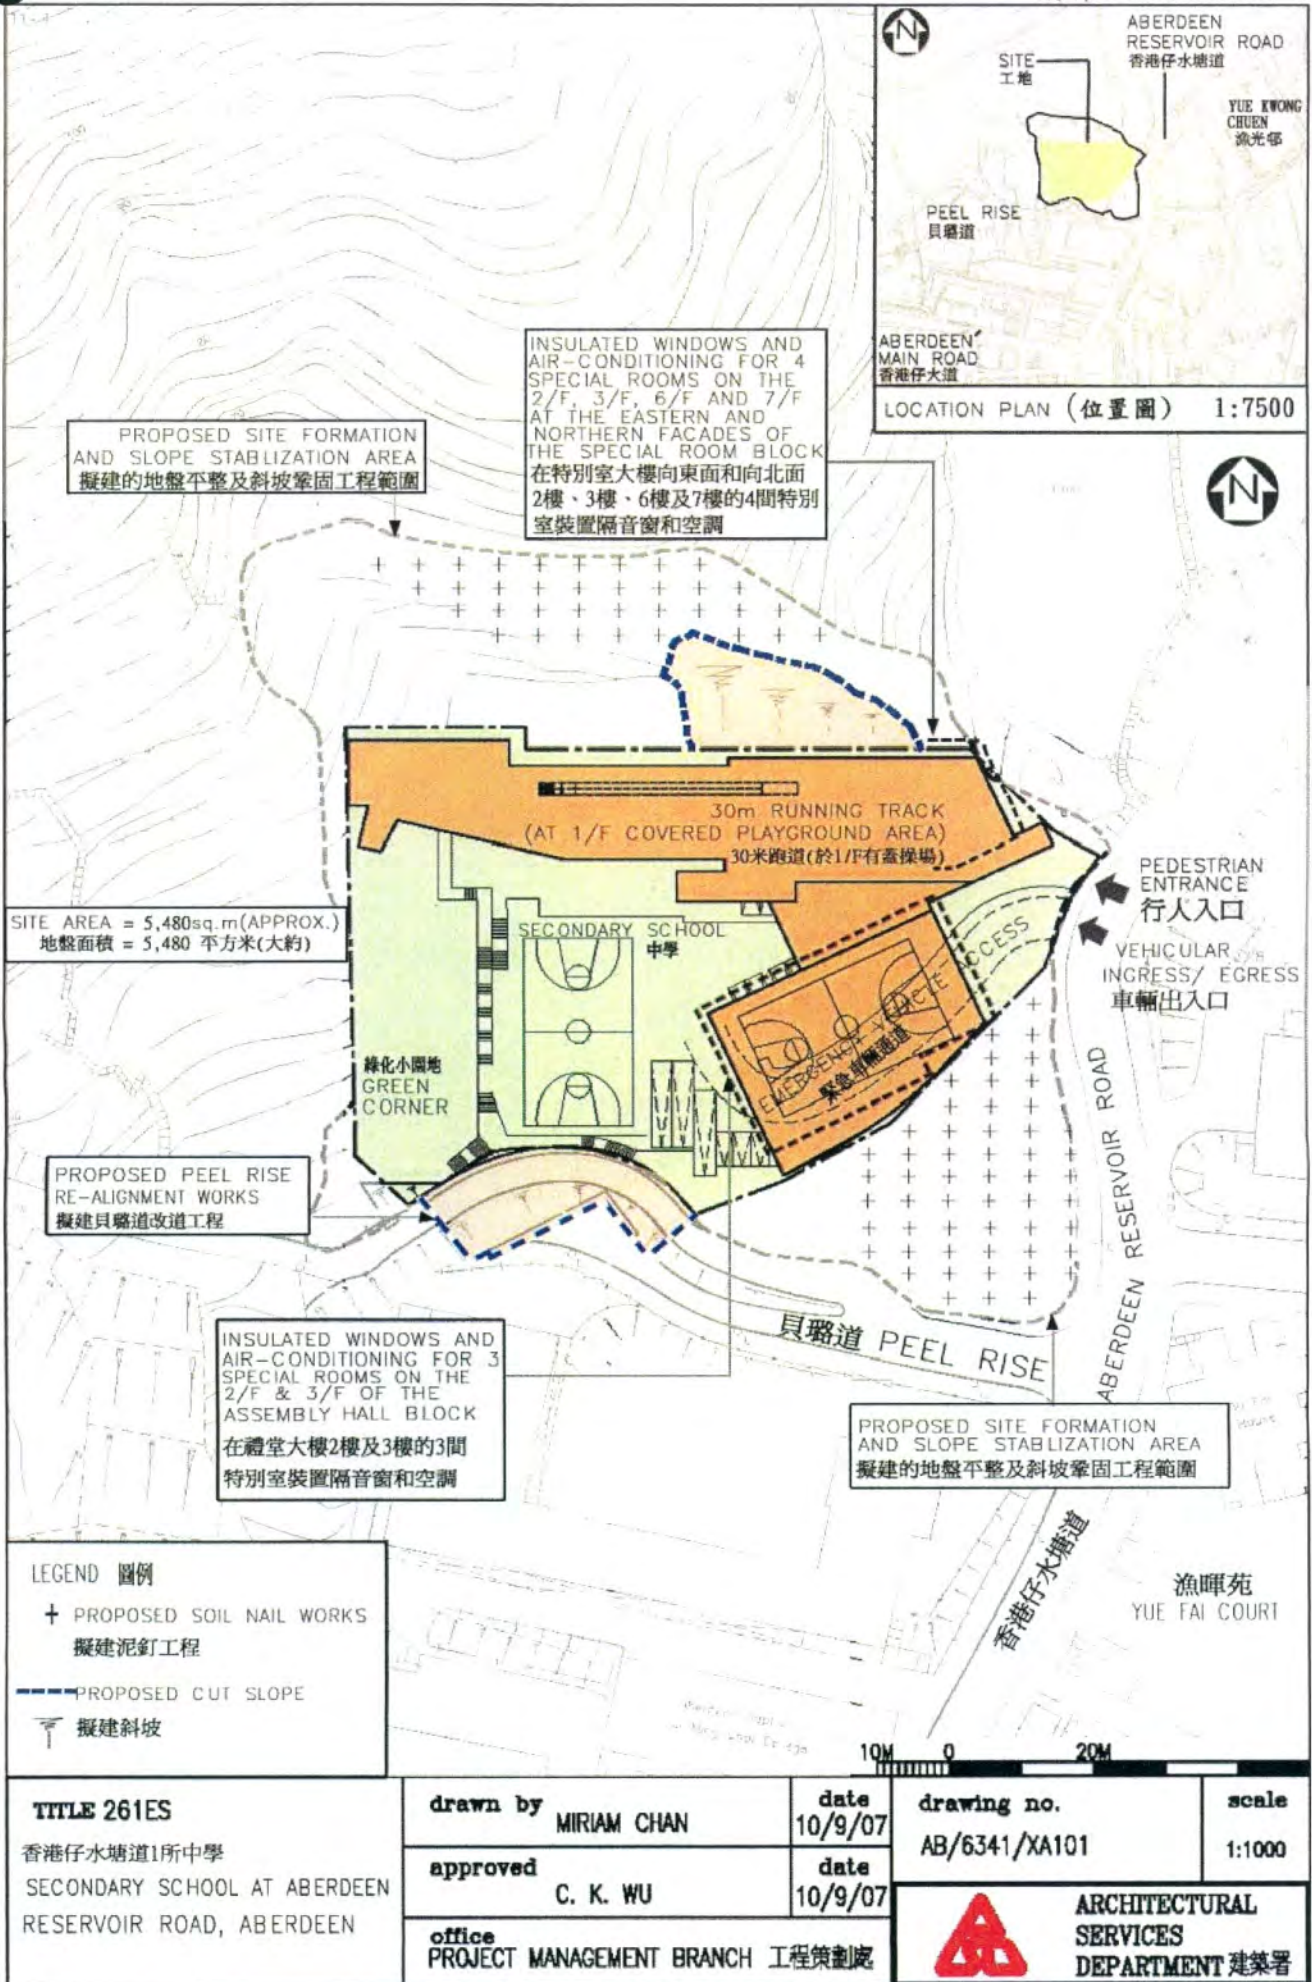 N
ABERDEEN
RESERVOIR ROAD
香港仔水塘道
SITE
工地
YUE KWONG
CHUEN
漁光邨
PEEL RISE
貝璐道
ABERDEEN
MAIN ROAD
香港仔大道
LOCATION PLAN (位置圖) 1:7500
N
INSULATED WINDOWS AND
AIR-CONDITIONING FOR 4
SPECIAL ROOMS ON THE
2/F, 3/F, 6/F AND 7/F
AT THE EASTERN AND
NORTHERN FACADES OF
THE SPECIAL ROOM BLOCK
在特別室大樓向東面和向北面
2樓、3樓、6樓及7樓的4間特別
室裝置隔音窗和空調
PROPOSED SITE FORMATION
AND SLOPE STABLIZATION AREA
擬建的地盤平整及斜坡鞏固工程範圍
30m RUNNING TRACK
(AT 1/F COVERED PLAYGROUND AREA)
30米跑道(於1/F有蓋操場)
PEDESTRIAN
ENTRANCE
行人入口
VEHICULAR
INGRESS/ EGRESS
車輛出入口
SITE AREA = 5,480sq.m(APPROX.)
地盤面積 = 5,480 平方米(大約)
SECONDARY SCHOOL
中學
EMERGENCY VEHICLE ACCESS
緊急車輛通道
綠化小園地
GREEN
CORNER
ABERDEEN RESERVOIR ROAD
PROPOSED PEEL RISE
RE-ALIGNMENT WORKS
擬建貝璐道改道工程
貝璐道 PEEL RISE
INSULATED WINDOWS AND
AIR-CONDITIONING FOR 3
SPECIAL ROOMS ON THE
2/F & 3/F OF THE
ASSEMBLY HALL BLOCK
在禮堂大樓2樓及3樓的3間
特別室裝置隔音窗和空調
PROPOSED SITE FORMATION
AND SLOPE STABLIZATION AREA
擬建的地盤平整及斜坡鞏固工程範圍
香港仔水塘道
漁暉苑
YUE FAI COURT
LEGEND 圖例
+ PROPOSED SOIL NAIL WORKS
擬建泥釘工程
PROPOSED CUT SLOPE
擬建斜坡
10M 0 20M
TITLE 261ES
香港仔水塘道1所中學
SECONDARY SCHOOL AT ABERDEEN
RESERVOIR ROAD, ABERDEEN
drawn by MIRIAM CHAN
date 10/9/07
approved C. K. WU
date 10/9/07
office
PROJECT MANAGEMENT BRANCH 工程策劃處
drawing no.
AB/6341/XA101
scale
1:1000
ARCHITECTURAL
SERVICES
DEPARTMENT 建築署